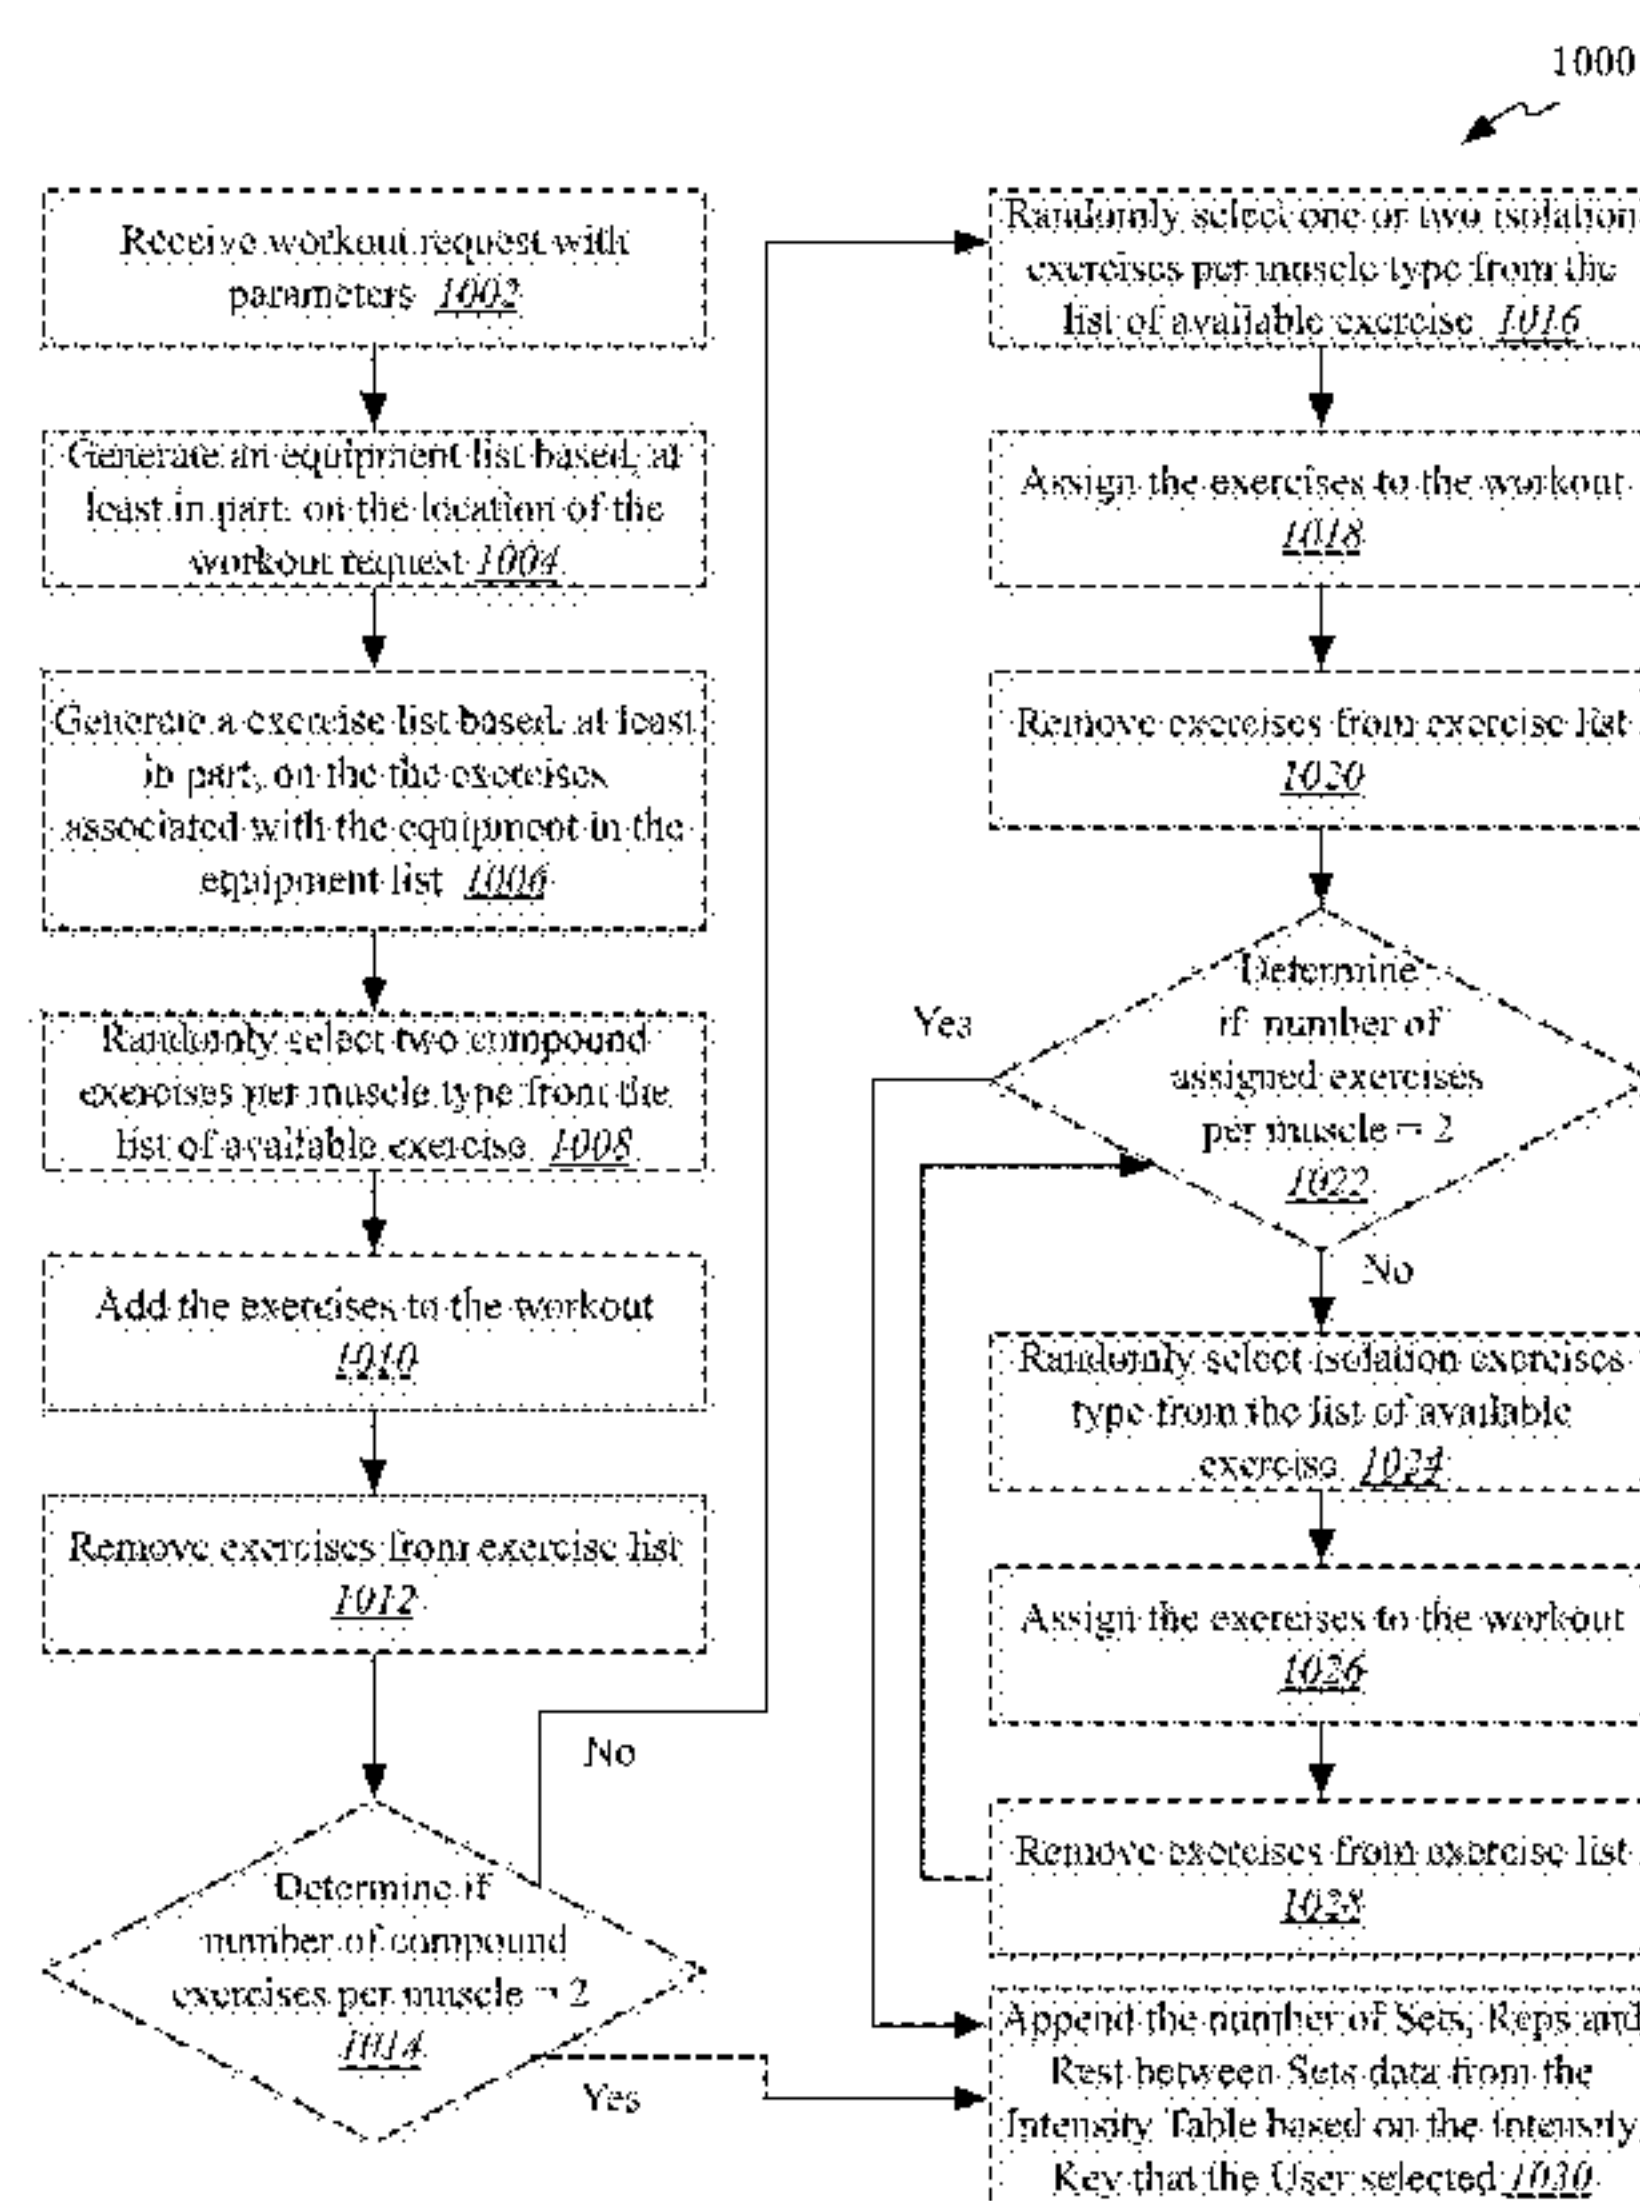 1000
Receive workout request with
parameters 1002
Generate an equipment list based, at
least in part, on the location of the
workout request 1004
Generate a exercise list based, at least
in part, on the the exercises
associated with the equipment in the
equipment list 1006
Randomly select two compound
exercises per muscle type from the
list of available exercise 1008
Add the exercises to the workout
1010
Remove exercises from exercise list
1012
Determine if
number of compound
exercises per muscle = 2
1014
No
Yes
Randomly select one or two isolation
exercises per muscle type from the
list of available exercise 1016
Assign the exercises to the workout
1018
Remove exercises from exercise list
1020
Determine
if number of
assigned exercises
per muscle = 2
1022
Yes
No
Randomly select isolation exercises
type from the list of available
exercise 1024
Assign the exercises to the workout
1026
Remove exercises from exercise list
1028
Append the number of Sets, Reps and
Rest between Sets data from the
Intensity Table based on the Intensity
Key that the User selected 1030